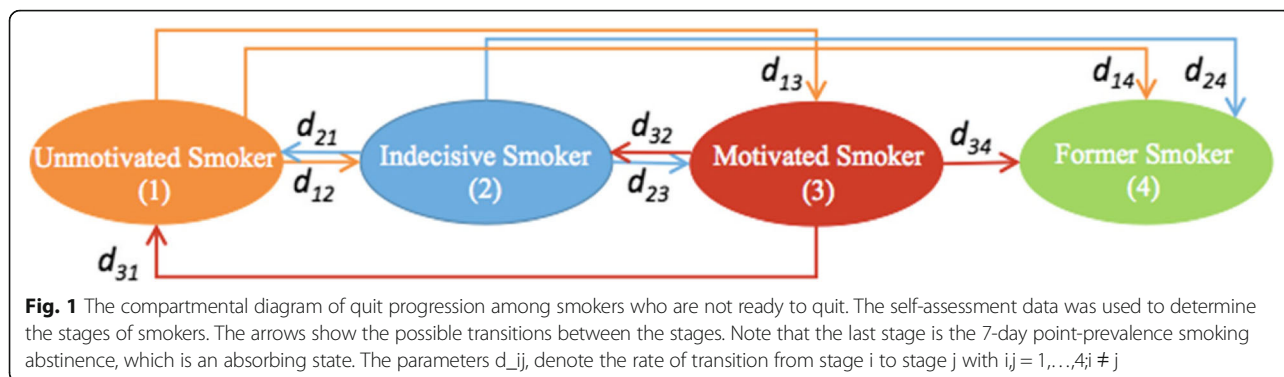 d13
d14
d24
d21
d32
d34
Unmotivated Smoker
(1)
Indecisive Smoker
(2)
Motivated Smoker
(3)
Former Smoker
(4)
d12
d23
d31
Fig. 1 The compartmental diagram of quit progression among smokers who are not ready to quit. The self-assessment data was used to determine
the stages of smokers. The arrows show the possible transitions between the stages. Note that the last stage is the 7-day point-prevalence smoking
abstinence, which is an absorbing state. The parameters d_ij, denote the rate of transition from stage i to stage j with i,j = 1,…,4;i ≠ j